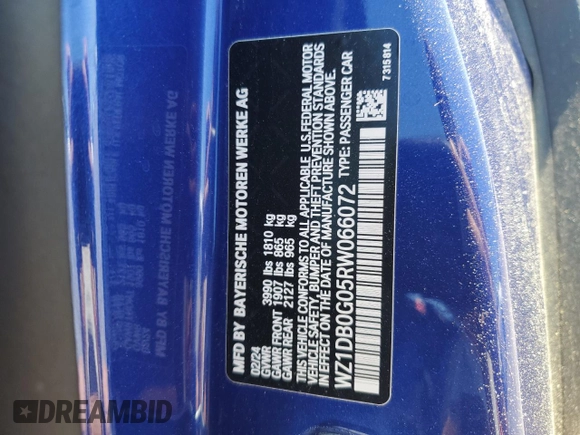 MFD BY BAYERISCHE MOTOREN WERKE AG
02/24
GVWR 3990 lbs 1810 kg
GAWR FRONT 1907 lbs 865 kg
GAWR REAR 2127 lbs 965 kg
THIS VEHICLE CONFORMS TO ALL APPLICABLE U.S.FEDERAL MOTOR
VEHICLE SAFETY, BUMPER AND THEFT PREVENTION STANDARDS
IN EFFECT ON THE DATE OF MANUFACTURE SHOWN ABOVE.
WZ1DB0G05RW066072 TYPE: PASSENGER CAR
7315814
DREAMBID